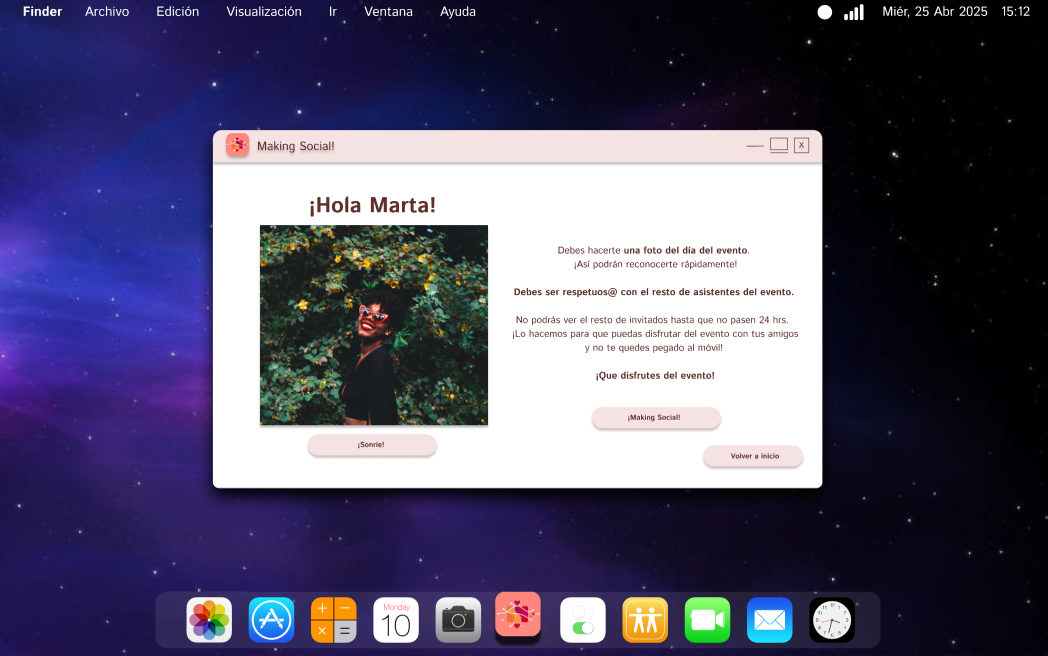 Finder Archivo Edición Visualización Ir Ventana Ayuda Miér, 25 Abr 2025 15:12
Making Social!
X
¡Hola Marta!
¡Sonríe!
Debes hacerte una foto del día del evento.
¡Así podrán reconocerte rápidamente!
Debes ser respetuos@ con el resto de asistentes del evento.
No podrás ver el resto de invitados hasta que no pasen 24 hrs.
¡Lo hacemos para que puedas disfrutar del evento con tus amigos
y no te quedes pegado al móvil!
¡Que disfrutes del evento!
¡Making Social!
Volver a inicio
Monday
10